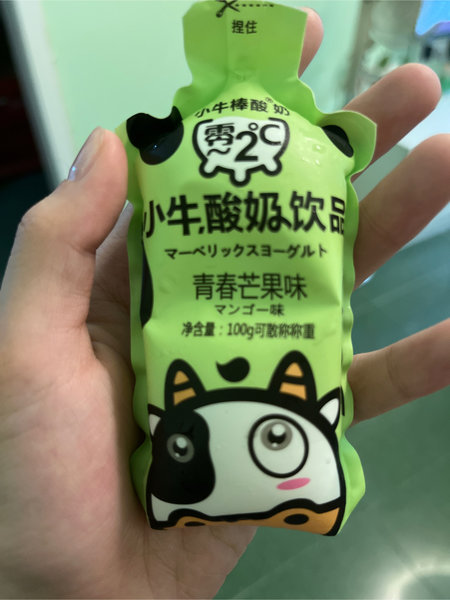 捏住
小牛棒酸奶
零~2℃
小牛酸奶饮品
マーベリックスヨーグルト
青春芒果味
マンゴー味
净含量：100g可散称称重